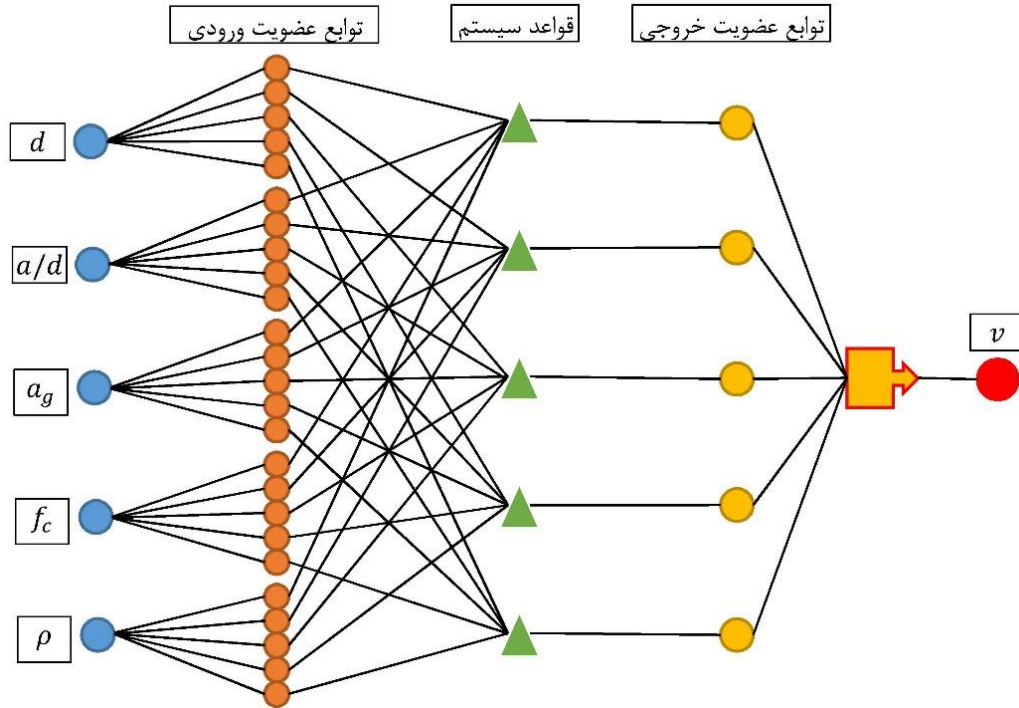 توابع عضویت ورودی
قواعد سیستم
توابع عضویت خروجی
d
a/d
a_g
f_c
ρ
v